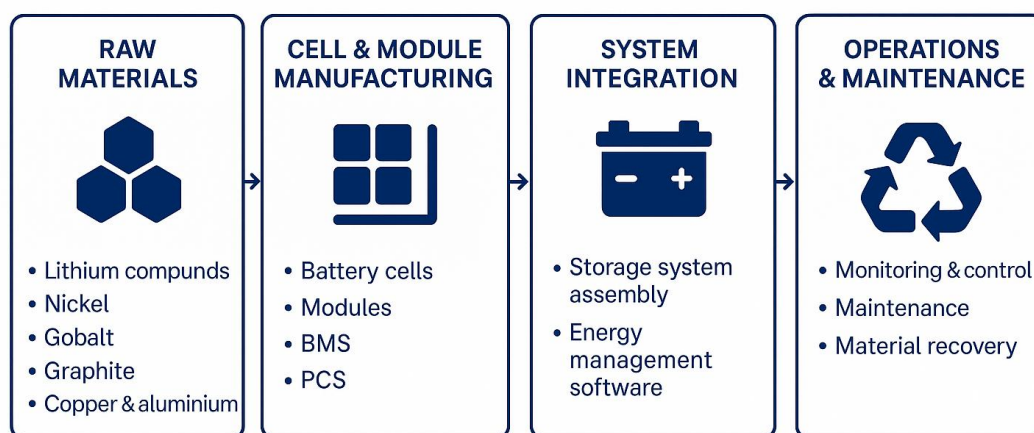 RAW
MATERIALS
• Lithium compunds
• Nickel
• Gobalt
• Graphite
• Copper & aluminium
CELL & MODULE
MANUFACTURING
• Battery cells
• Modules
• BMS
• PCS
SYSTEM
INTEGRATION
• Storage system
assembly
• Energy
management
software
OPERATIONS
& MAINTENANCE
• Monitoring & control
• Maintenance
• Material recovery